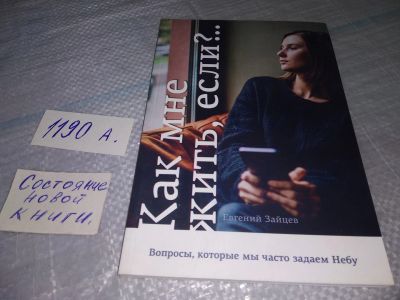 1190 А.
Состояние
новой
книги.
Как мне
жить, если?..
Евгений Зайцев
Вопросы, которые мы часто задаем Небу